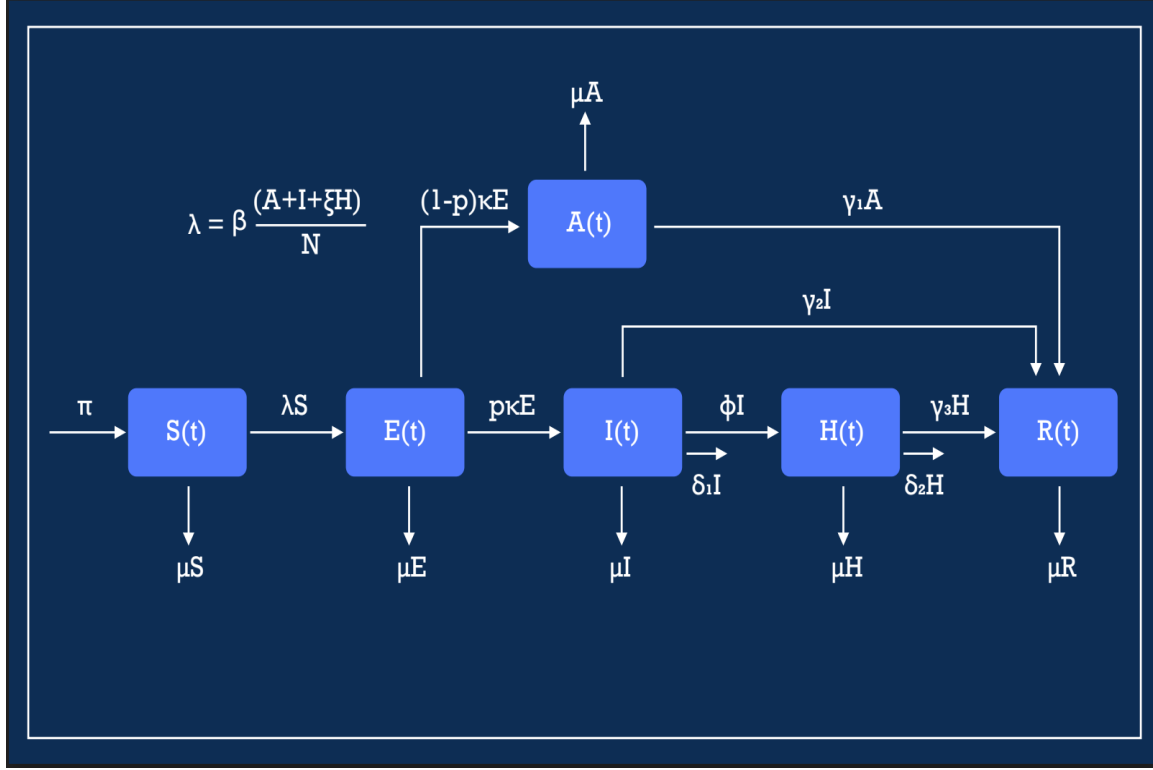 μA
λ = β (A+I+ξH)
N
(1-p)κE
A(t)
γ₁A
γ₂I
π
S(t)
λS
E(t)
pκE
I(t)
ϕI
δ₁I
H(t)
γ₃H
δ₂H
R(t)
μS
μE
μI
μH
μR